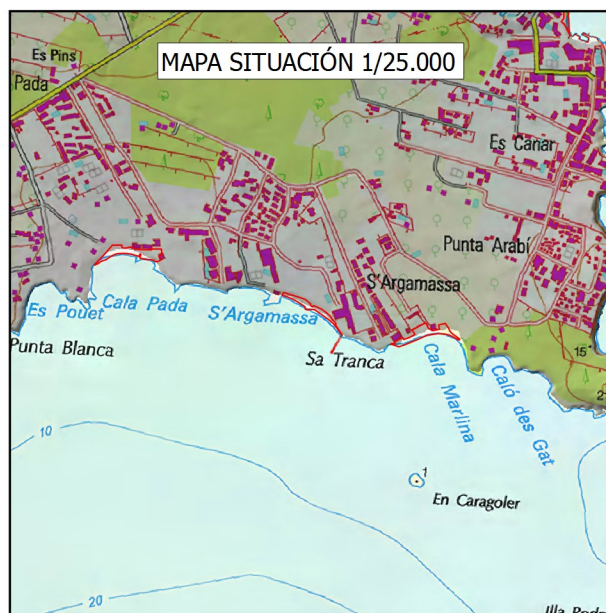 Es Pins
MAPA SITUACIÓN 1/25.000
Pada
Es Canar
Punta Arabí
S'Argamassa
Es Pouet
Cala Pada
S'Argamassa
Punta Blanca
Sa Tranca
Cala Marlina
Caló des Gat
15
10
1
En Caragoler
20